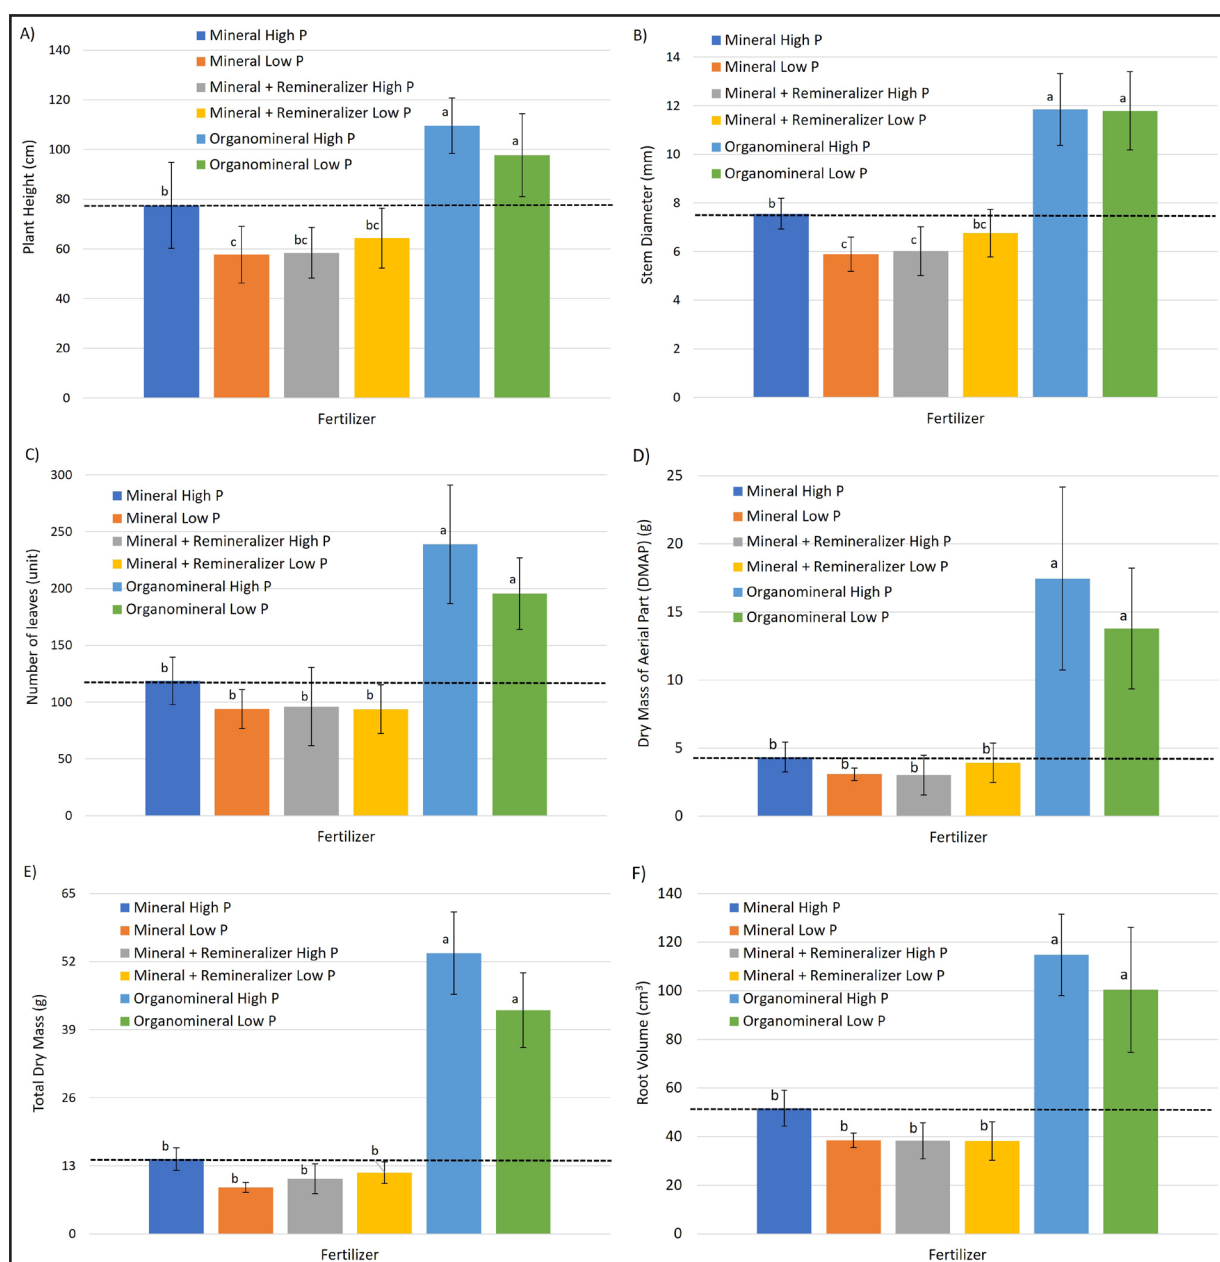 A)
Mineral High P
Mineral Low P
Mineral + Remineralizer High P
Mineral + Remineralizer Low P
Organomineral High P
Organomineral Low P
Plant Height (cm)
140
120
100
80
60
40
20
0
b
c
bc
bc
a
a
Fertilizer
B)
Mineral High P
Mineral Low P
Mineral + Remineralizer High P
Mineral + Remineralizer Low P
Organomineral High P
Organomineral Low P
Stem Diameter (mm)
14
12
10
8
6
4
2
0
b
c
c
bc
a
a
Fertilizer
C)
Mineral High P
Mineral Low P
Mineral + Remineralizer High P
Mineral + Remineralizer Low P
Organomineral High P
Organomineral Low P
Number of leaves (unit)
300
250
200
150
100
50
0
b
b
b
b
a
a
Fertilizer
D)
Mineral High P
Mineral Low P
Mineral + Remineralizer High P
Mineral + Remineralizer Low P
Organomineral High P
Organomineral Low P
Dry Mass of Aerial Part (DMAP) (g)
25
20
15
10
5
0
b
b
b
b
a
a
Fertilizer
E)
Mineral High P
Mineral Low P
Mineral + Remineralizer High P
Mineral + Remineralizer Low P
Organomineral High P
Organomineral Low P
Total Dry Mass (g)
65
52
39
26
13
0
b
b
b
b
a
a
Fertilizer
F)
Mineral High P
Mineral Low P
Mineral + Remineralizer High P
Mineral + Remineralizer Low P
Organomineral High P
Organomineral Low P
Root Volume (cm³)
140
120
100
80
60
40
20
0
b
b
b
b
a
a
Fertilizer